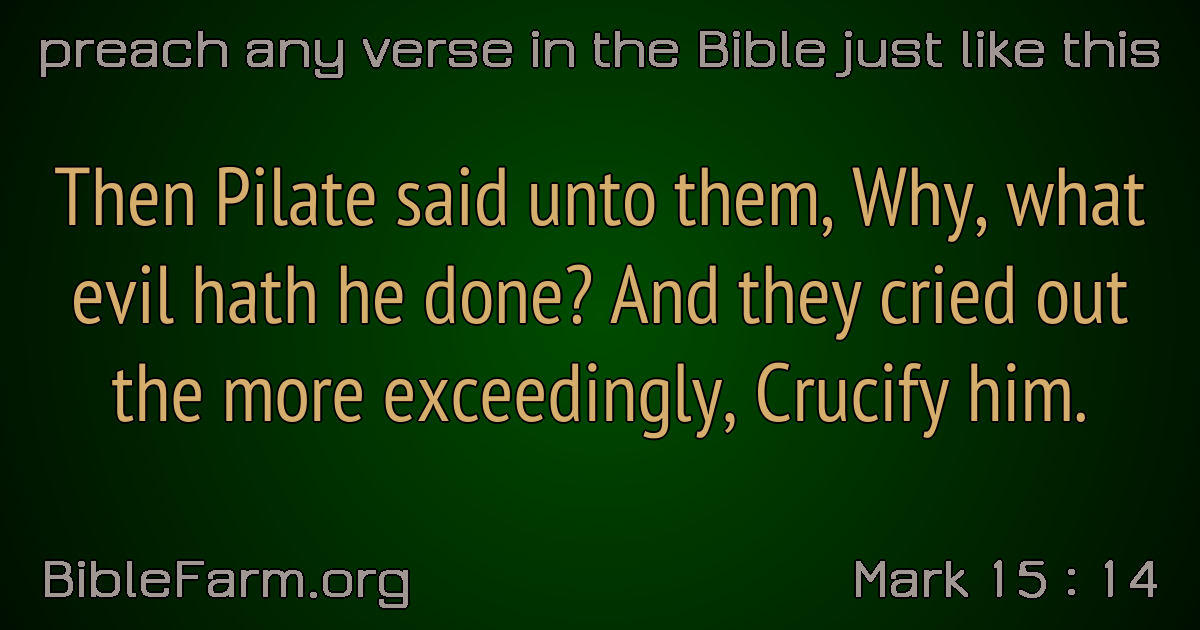 preach any verse in the Bible just like this
Then Pilate said unto them, Why, what
evil hath he done? And they cried out
the more exceedingly, Crucify him.
BibleFarm.org
Mark 15 : 14